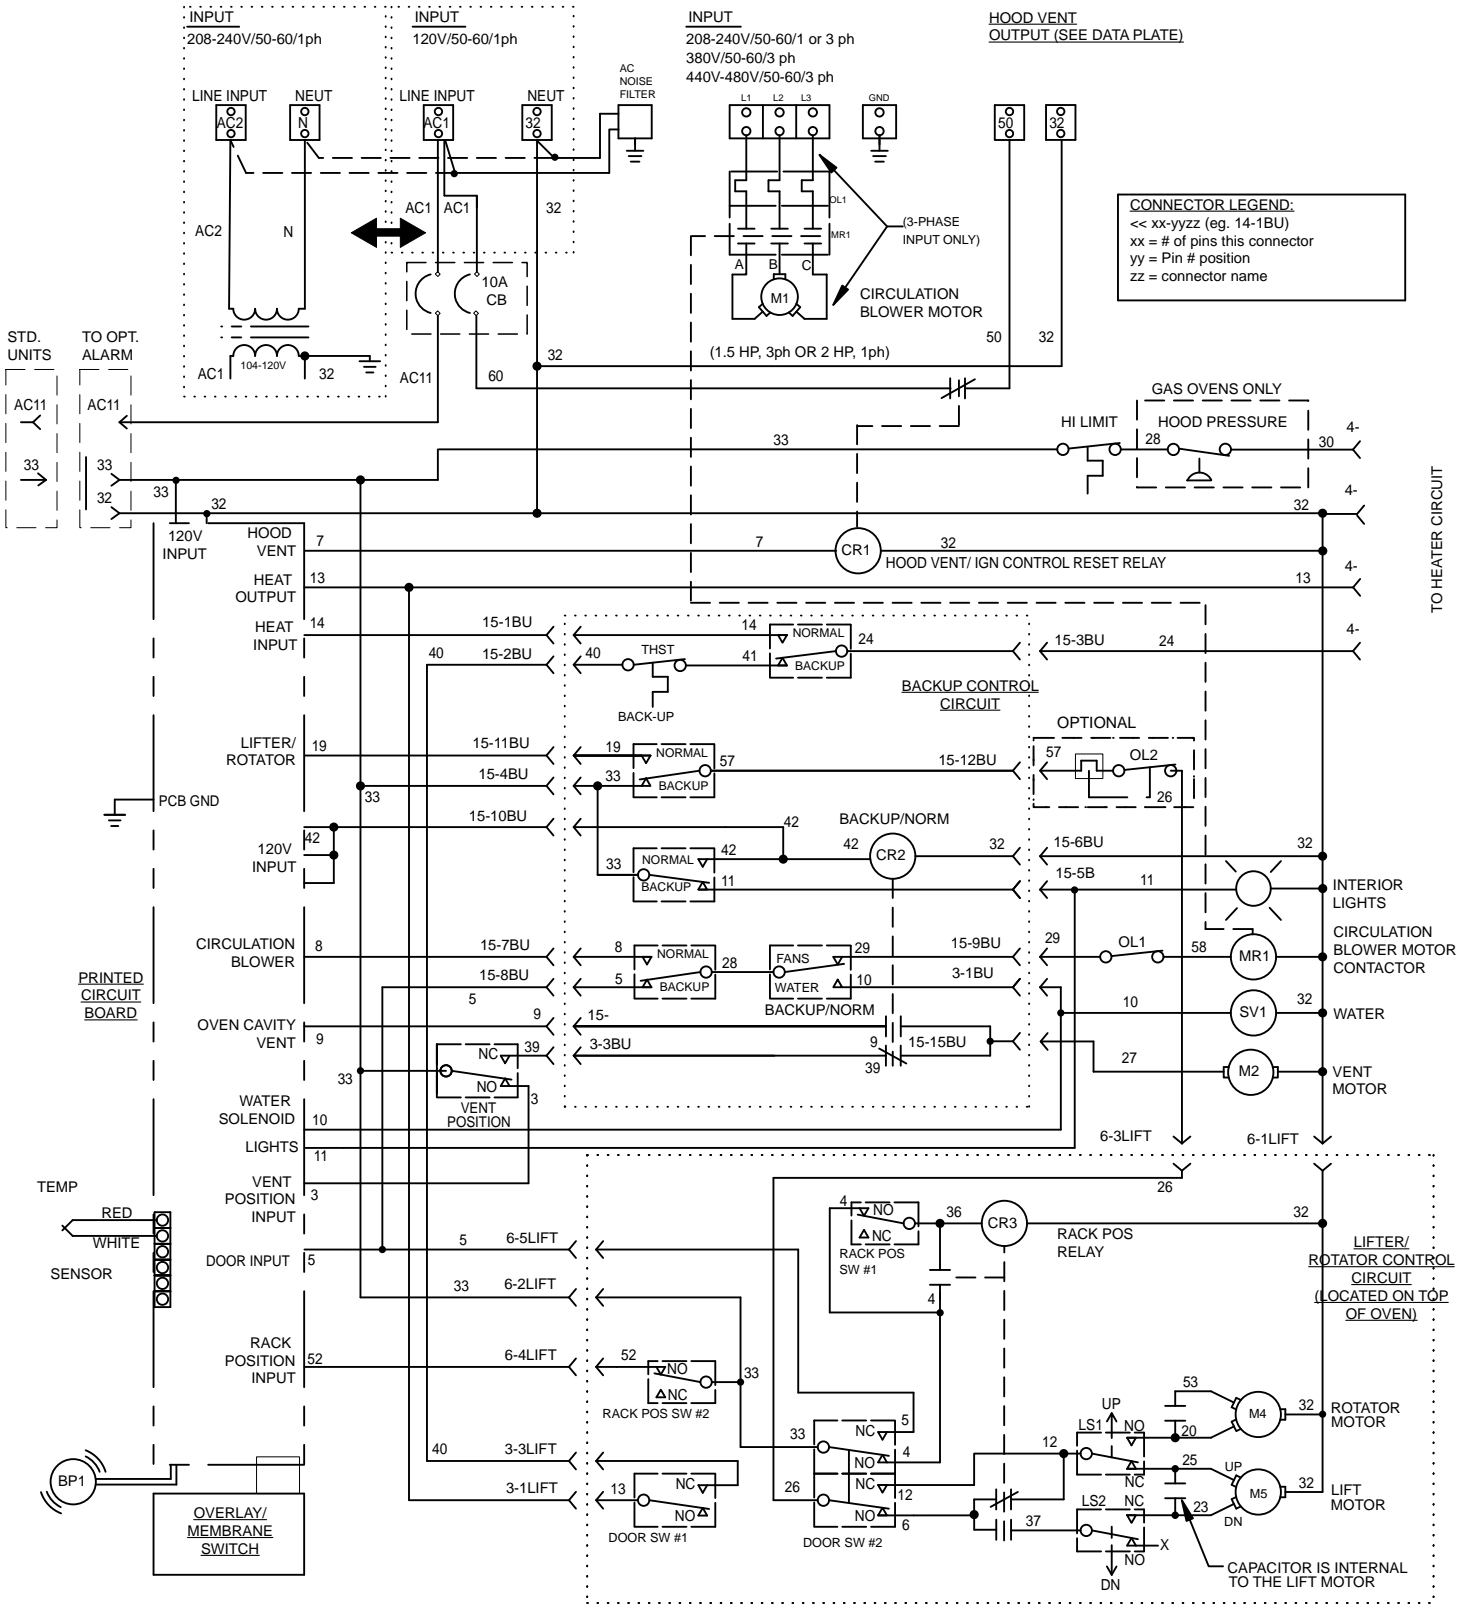 INPUT
208-240V/50-60/1ph
INPUT
120V/50-60/1ph
INPUT
208-240V/50-60/1 or 3 ph
380V/50-60/3 ph
440V-480V/50-60/3 ph
HOOD VENT
OUTPUT (SEE DATA PLATE)
AC
NOISE
FILTER
LINE INPUT
NEUT
LINE INPUT
NEUT
L1
L2
L3
GND
AC2
N
AC1
32
50
32
CONNECTOR LEGEND:
<< xx-yyzz (eg. 14-1BU)
xx = # of pins this connector
yy = Pin # position
zz = connector name
AC1
AC1
32
OL1
AC2
N
MR1
(3-PHASE
INPUT ONLY)
A
B
C
10A
CB
M1
CIRCULATION
BLOWER MOTOR
50
32
STD.
UNITS
TO OPT.
ALARM
(1.5 HP, 3ph OR 2 HP, 1ph)
32
104-120V
AC1
32
AC11
60
GAS OVENS ONLY
AC11
AC11
HI LIMIT
HOOD PRESSURE
4-
33
28
30
33
33
33
32
32
32
4-
TO HEATER CIRCUIT
120V
INPUT
HOOD
VENT
7
7
CR1
32
HOOD VENT/ IGN CONTROL RESET RELAY
HEAT
OUTPUT
13
13
4-
HEAT
INPUT
14
15-1BU
14
NORMAL
24
15-3BU
24
4-
40
15-2BU
40
THST
41
BACKUP
BACK-UP
BACKUP CONTROL
CIRCUIT
OPTIONAL
LIFTER/
ROTATOR
19
15-11BU
19
NORMAL
57
15-12BU
57
OL2
15-4BU
33
BACKUP
26
33
PCB GND
42
15-10BU
42
BACKUP/NORM
120V
INPUT
33
NORMAL
42
42
CR2
32
15-6BU
32
BACKUP
11
15-5B
11
INTERIOR
LIGHTS
CIRCULATION
BLOWER
8
15-7BU
8
NORMAL
28
FANS
29
15-9BU
29
OL1
58
MR1
CIRCULATION
BLOWER MOTOR
CONTACTOR
15-8BU
5
BACKUP
WATER
10
3-1BU
5
BACKUP/NORM
10
SV1
32
WATER
PRINTED
CIRCUIT
BOARD
OVEN CAVITY
VENT
9
9
15-
NC
39
3-3BU
9
15-15BU
39
27
M2
VENT
MOTOR
33
NO
3
VENT
POSITION
WATER
SOLENOID
10
LIGHTS
11
6-3LIFT
6-1LIFT
VENT
POSITION
INPUT
3
26
TEMP
RED
WHITE
SENSOR
4
NO
36
CR3
32
NC
RACK POS
SW #1
RACK POS
RELAY
DOOR INPUT
5
5
6-5LIFT
LIFTER/
ROTATOR CONTROL
CIRCUIT
(LOCATED ON TOP
OF OVEN)
33
6-2LIFT
4
RACK
POSITION
INPUT
52
6-4LIFT
52
NO
33
NC
RACK POS SW #2
53
M4
32
ROTATOR
MOTOR
UP
LS1
NO
20
NC
5
33
4
NO
12
40
3-3LIFT
NC
NC
25
UP
BP1
3-1LIFT
13
NO
DOOR SW #1
NC
26
12
NO
6
DOOR SW #2
NC
LS2
NC
23
M5
32
LIFT
MOTOR
DN
37
NO
X
DN
OVERLAY/
MEMBRANE
SWITCH
CAPACITOR IS INTERNAL
TO THE LIFT MOTOR